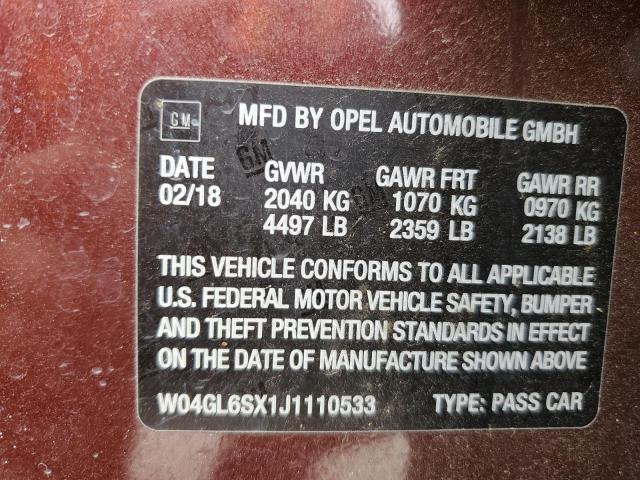 GM MFD BY OPEL AUTOMOBILE GMBH
DATE GVWR GAWR FRT GAWR RR
02/18 2040 KG 1070 KG 0970 KG
4497 LB 2359 LB 2138 LB
THIS VEHICLE CONFORMS TO ALL APPLICABLE
U.S. FEDERAL MOTOR VEHICLE SAFETY, BUMPER
AND THEFT PREVENTION STANDARDS IN EFFECT
ON THE DATE OF MANUFACTURE SHOWN ABOVE
W04GL6SX1J1110533 TYPE: PASS CAR